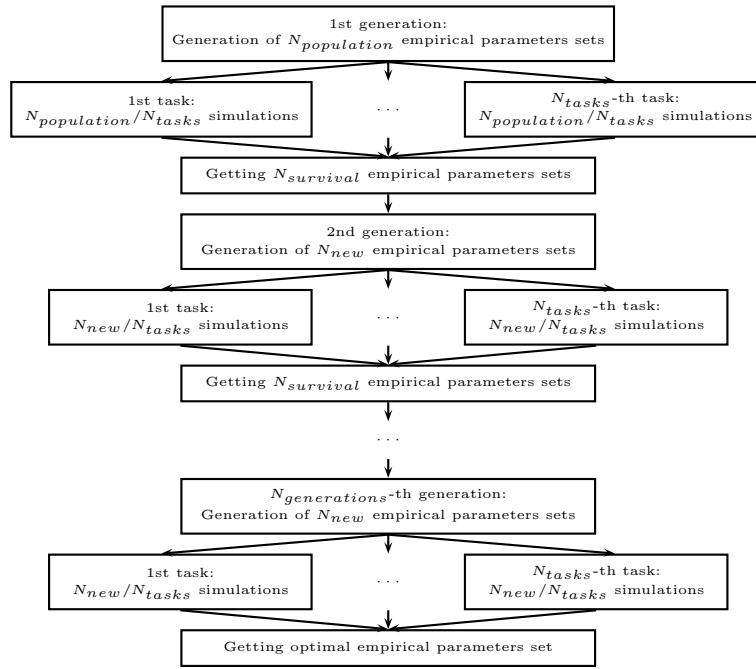 1st generation:
Generation of N_population empirical parameters sets
1st task:
N_population/N_tasks simulations
. . .
N_tasks-th task:
N_population/N_tasks simulations
Getting N_survival empirical parameters sets
2nd generation:
Generation of N_new empirical parameters sets
1st task:
N_new/N_tasks simulations
. . .
N_tasks-th task:
N_new/N_tasks simulations
Getting N_survival empirical parameters sets
. . .
N_generations-th generation:
Generation of N_new empirical parameters sets
1st task:
N_new/N_tasks simulations
. . .
N_tasks-th task:
N_new/N_tasks simulations
Getting optimal empirical parameters set